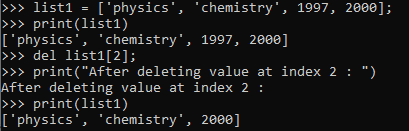 >>> list1 = ['physics', 'chemistry', 1997, 2000];
>>> print(list1)
['physics', 'chemistry', 1997, 2000]
>>> del list1[2];
>>> print("After deleting value at index 2 : ")
After deleting value at index 2 :
>>> print(list1)
['physics', 'chemistry', 2000]